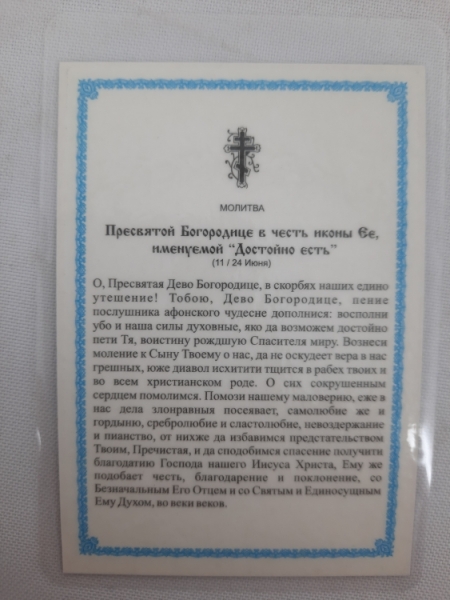 МОЛИТВА
Пресвятой Богородице в честь иконы Ее,
именуемой "Достойно есть"
(11 / 24 Июня)
О, Пресвятая Дево Богородице, в скорбях наших едино
утешение! Тобою, Дево Богородице, пение
послушника афонского чудесне дополнися: восполни
убо и наша силы духовные, яко да возможем достойно
пети Тя, воистину рождшую Спасителя миру. Вознеси
моление к Сыну Твоему о нас, да не оскудеет вера в нас
грешных, юже диавол исхитити тщится в рабех твоих и
во всем христианском роде. О сих сокрушенным
сердцем помолимся. Помози нашему маловерию, еже в
нас дела злонравныя посеявает, самолюбие же и
гордыню, сребролюбие и сластолюбие, невоздержание
и пианство, от нихже да избавимся предстательством
Твоим, Пречистая, и да сподобимся спасение получити
благодатию Господа нашего Иисуса Христа, Ему же
подобает честь, благодарсние и поклонение, со
Безначальным Его Отцем и со Святым и Единосущным
Ему Духом, во веки веков.